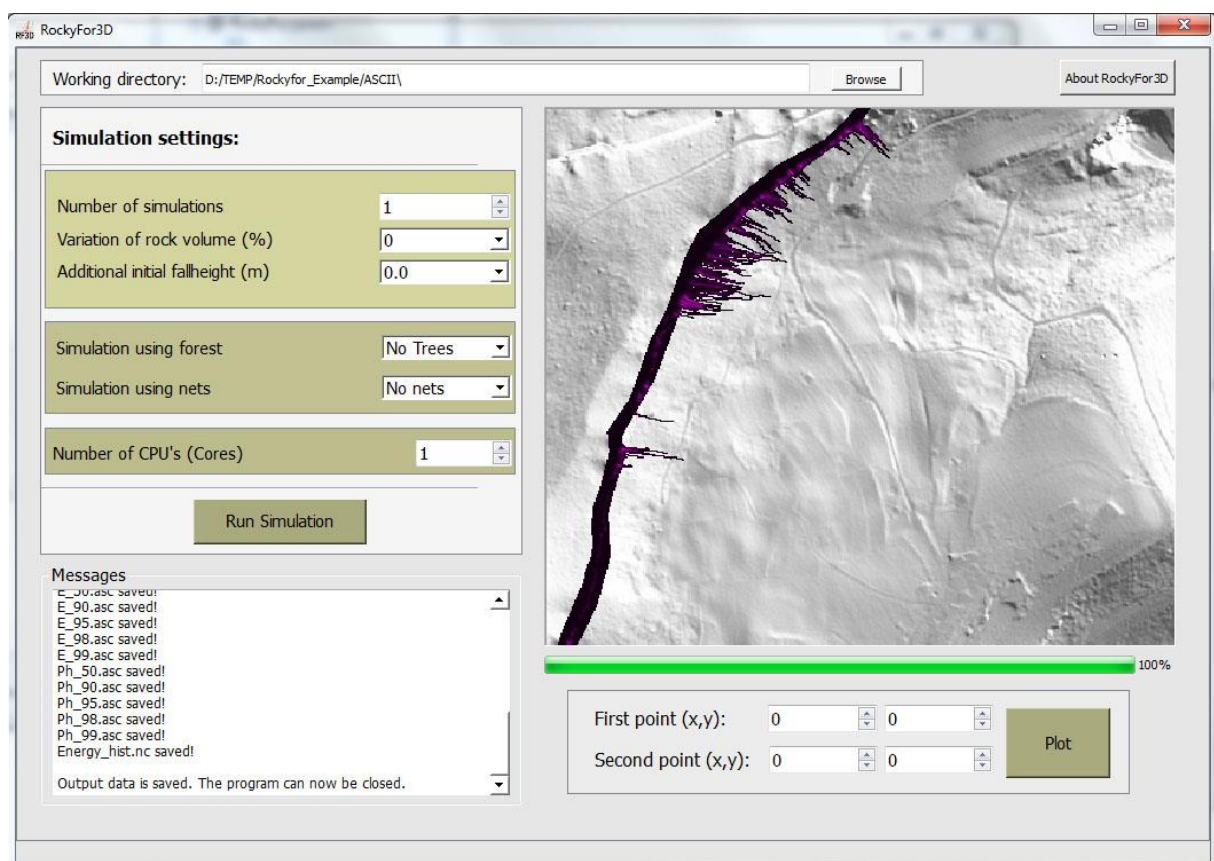 RF3D RockyFor3D
Working directory: D:/TEMP/Rockyfor_Example/ASCII\ Browse About RockyFor3D
Simulation settings:
Number of simulations 1
Variation of rock volume (%) 0
Additional initial fallheight (m) 0.0
Simulation using forest No Trees
Simulation using nets No nets
Number of CPU's (Cores) 1
Run Simulation
Messages
E_50.asc saved!
E_90.asc saved!
E_95.asc saved!
E_98.asc saved!
E_99.asc saved!
Ph_50.asc saved!
Ph_90.asc saved!
Ph_95.asc saved!
Ph_98.asc saved!
Ph_99.asc saved!
Energy_hist.nc saved!
Output data is saved. The program can now be closed.
100%
First point (x,y): 0 0
Second point (x,y): 0 0
Plot